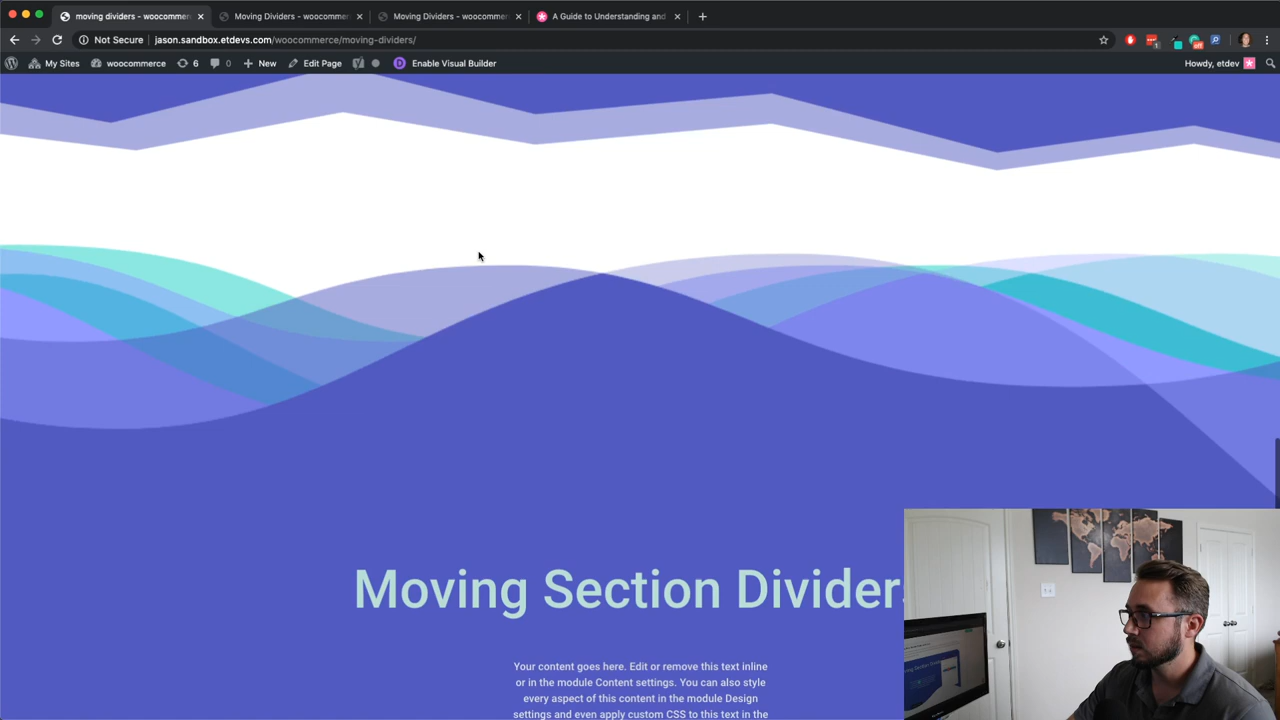 moving dividers – woocommer
Moving Dividers – woocommer
Moving Dividers – woocommer
A Guide to Understanding and
Not Secure
jason.sandbox.etdevs.com/woocommerce/moving-dividers/
My Sites
woocommerce
6
0
New
Edit Page
D
Enable Visual Builder
Howdy, etdev
Moving Section Divider
Your content goes here. Edit or remove this text inline
or in the module Content settings. You can also style
every aspect of this content in the module Design
settings and even apply custom CSS to this text in the